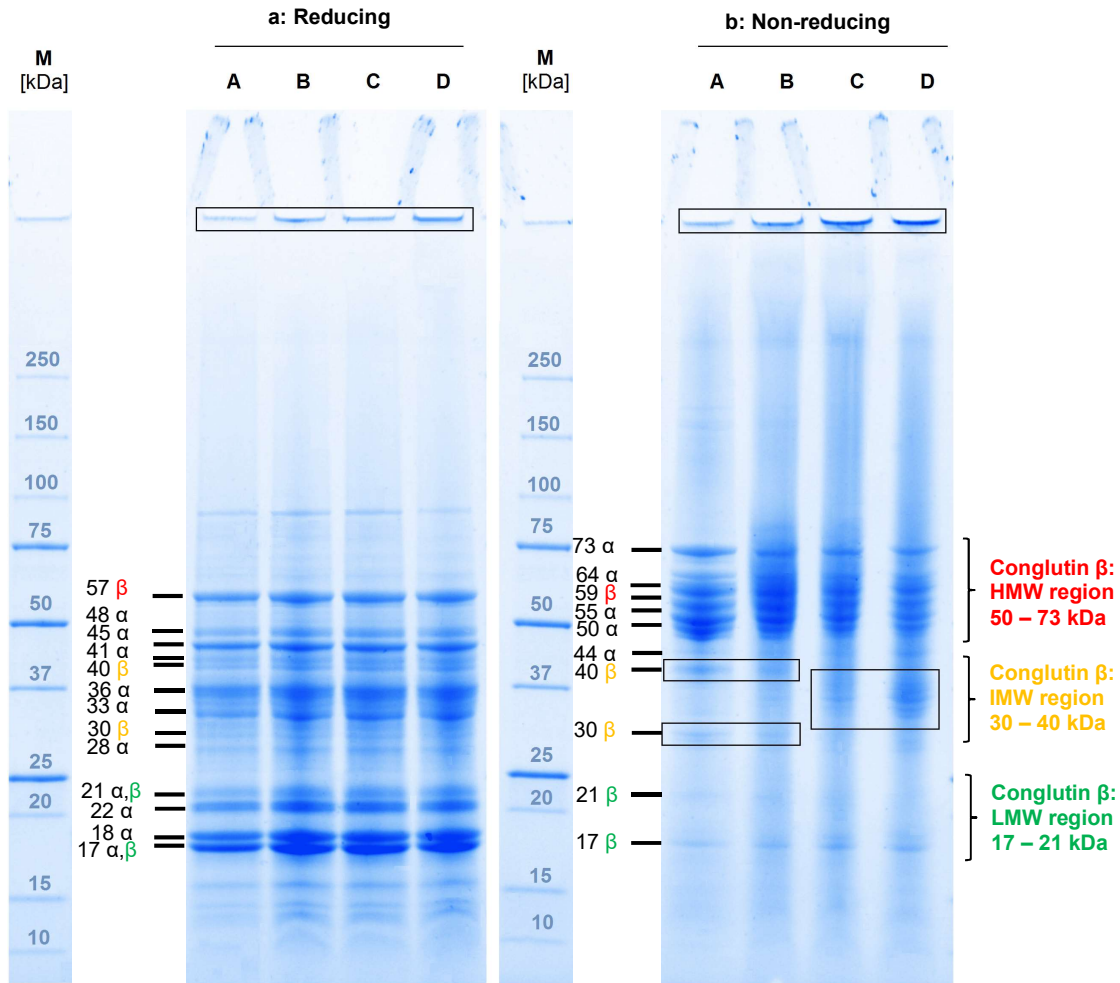 a: Reducing
b: Non-reducing
M
[kDa]
A B C D
M
[kDa]
A B C D
250
150
100
75
50
37
25
20
15
10
57 β
48 α
45 α
41 α
40 β
36 α
33 α
30 β
28 α
21 α,β
22 α
18 α
17 α,β
250
150
100
75
50
37
25
20
15
10
73 α
64 α
59 β
55 α
50 α
44 α
40 β
30 β
21 β
17 β
Conglutin β:
HMW region
50 – 73 kDa
Conglutin β:
IMW region
30 – 40 kDa
Conglutin β:
LMW region
17 – 21 kDa